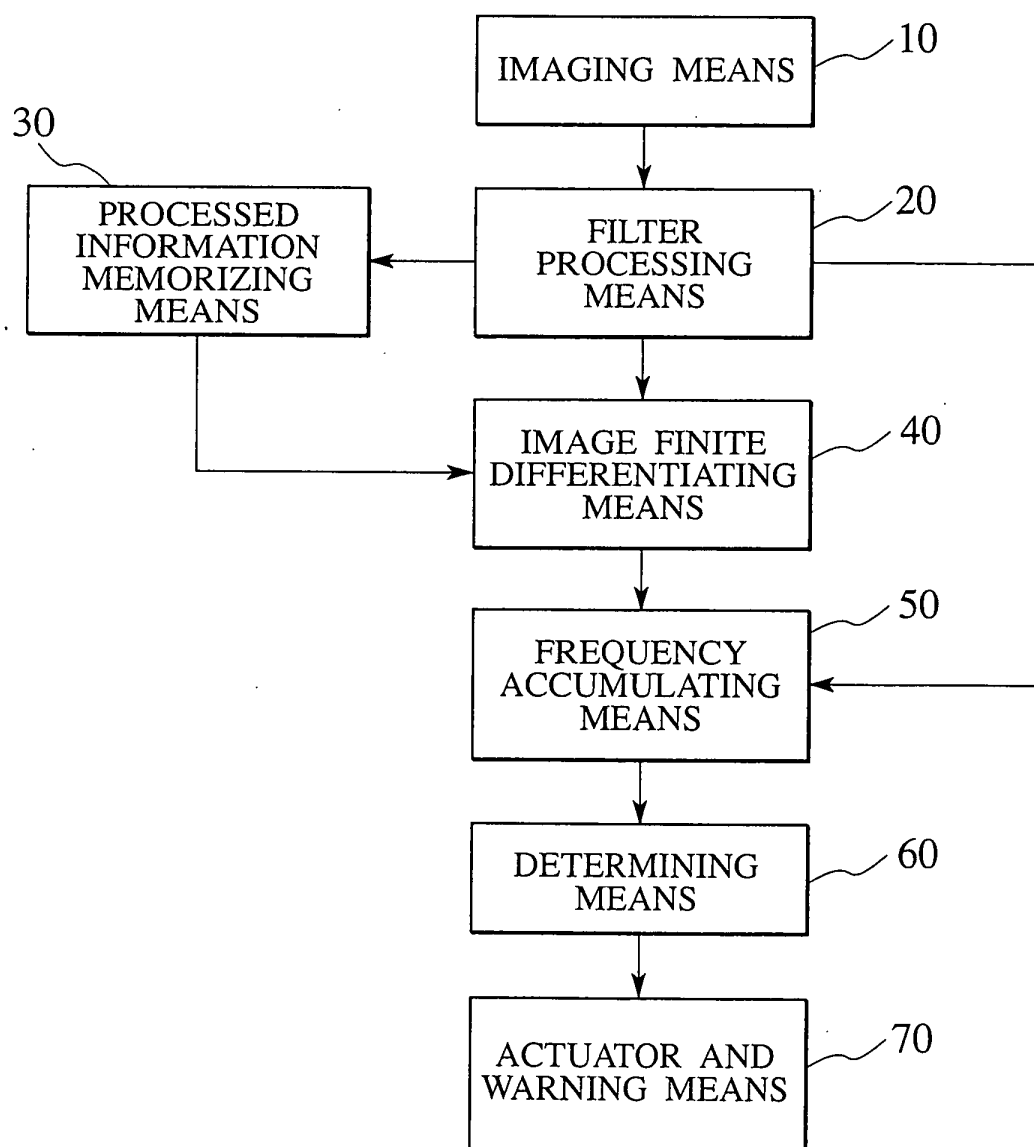 10
IMAGING MEANS
30
PROCESSED
INFORMATION
MEMORIZING
MEANS
20
FILTER
PROCESSING
MEANS
40
IMAGE FINITE
DIFFERENTIATING
MEANS
50
FREQUENCY
ACCUMULATING
MEANS
60
DETERMINING
MEANS
70
ACTUATOR AND
WARNING MEANS